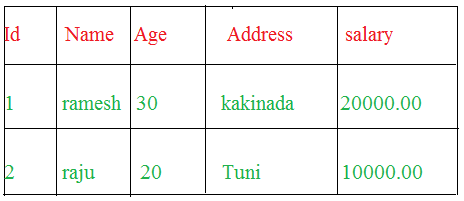 Id Name Age Address salary
1 ramesh 30 kakinada 20000.00
2 raju 20 Tuni 10000.00